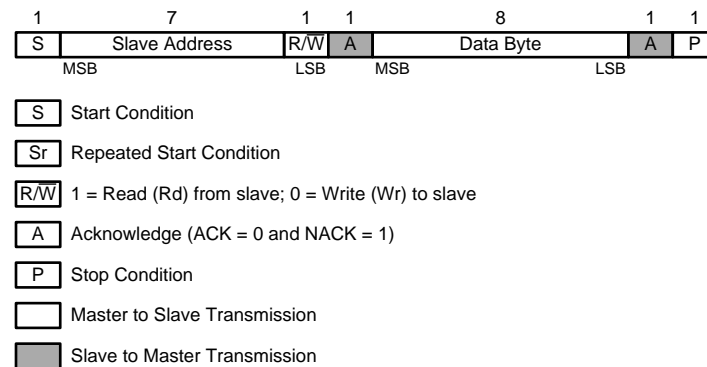 1 7 1 1 8 1 1
S Slave Address R/W̅ A Data Byte A P
MSB LSB MSB LSB
S Start Condition
Sr Repeated Start Condition
R/W̅ 1 = Read (Rd) from slave; 0 = Write (Wr) to slave
A Acknowledge (ACK = 0 and NACK = 1)
P Stop Condition
Master to Slave Transmission
Slave to Master Transmission